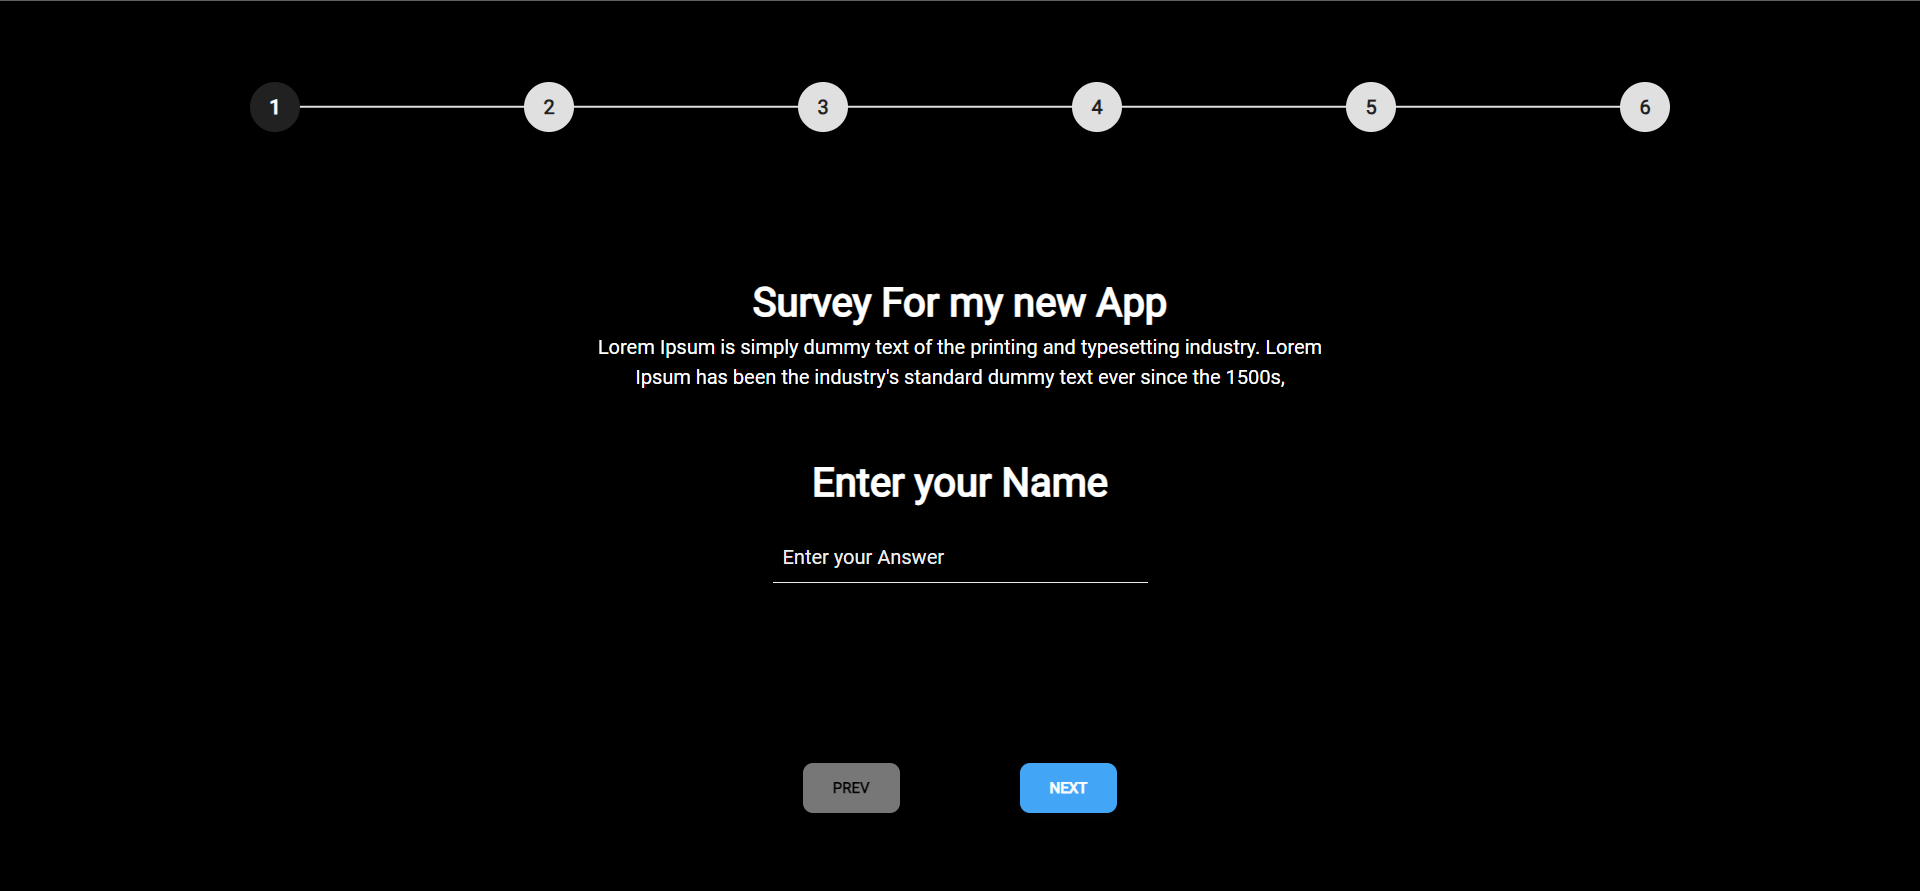 1 2 3 4 5 6
Survey For my new App
Lorem Ipsum is simply dummy text of the printing and typesetting industry. Lorem
Ipsum has been the industry's standard dummy text ever since the 1500s,
Enter your Name
Enter your Answer
PREV NEXT